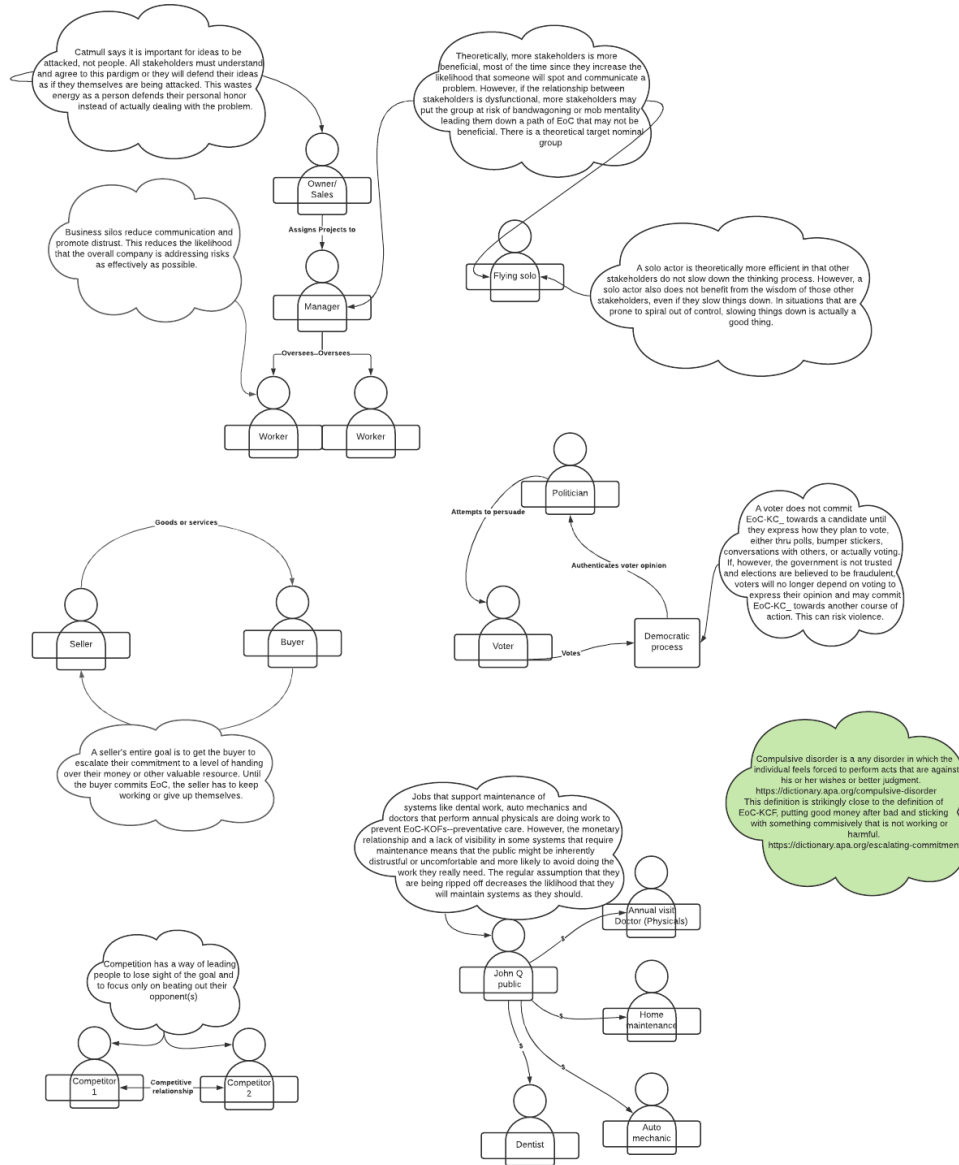 Catmull says it is important for ideas to be
attacked, not people. All stakeholders must understand
and agree to this pardigm or they will defend their ideas
as if they themselves are being attacked. This wastes
energy as a person defends their personal honor
instead of actually dealing with the problem.
Theoretically, more stakeholders is more
beneficial, most of the time since they increase the
likelihood that someone will spot and communicate a
problem. However, if the relationship between
stakeholders is dysfunctional, more stakeholders may
put the group at risk of bandwagoning or mob mentality
leading them down a path of EoC that may not be
beneficial. There is a theoretical target nominal
group
Owner/
Sales
Assigns Projects to
Business silos reduce communication and
promote distrust. This reduces the likelihood
that the overall company is addressing risks
as effectively as possible.
Manager
Flying solo
A solo actor is theoretically more efficient in that other
stakeholders do not slow down the thinking process. However, a
solo actor also does not benefit from the wisdom of those other
stakeholders, even if they slow things down. In situations that are
prone to spiral out of control, slowing things down is actually a
good thing.
Oversees Oversees
Worker
Worker
Politician
Attempts to persuade
Authenticates voter opinion
Voter
Votes
Democratic
process
A voter does not commit
EoC-KC_ towards a candidate until
they express how they plan to vote,
either thru polls, bumper stickers,
conversations with others, or actually voting.
If, however, the government is not trusted
and elections are believed to be fraudulent,
voters will no longer depend on voting to
express their opinion and may commit
EoC-KC_ towards another course of
action. This can risk violence.
Goods or services
Seller
Buyer
A seller's entire goal is to get the buyer to
escalate their commitment to a level of handing
over their money or other valuable resource. Until
the buyer commits EoC, the seller has to keep
working or give up themselves.
Compulsive disorder is a any disorder in which the
individual feels forced to perform acts that are against
his or her wishes or better judgment.
https://dictionary.apa.org/compulsive-disorder
This definition is strikingly close to the definition of
EoC-KCF, putting good money after bad and sticking
with something commisively that is not working or
harmful.
https://dictionary.apa.org/escalating-commitment
Jobs that support maintenance of
systems like dental work, auto mechanics and
doctors that perform annual physicals are doing work to
prevent EoC-KOFs--preventative care. However, the monetary
relationship and a lack of visibility in some systems that require
maintenance means that the public might be inherently
distrustful or uncomfortable and more likely to avoid doing the
work they really need. The regular assumption that they
are being ripped off decreases the liklihood that they
will maintain systems as they should.
Annual visit
Doctor (Physicals)
$
John Q
public
$
Home
maintenance
$
$
Dentist
Auto
mechanic
Competition has a way of leading
people to lose sight of the goal and
to focus only on beating out their
opponent(s)
Competitor
1
Competitive
relationship
Competitor
2